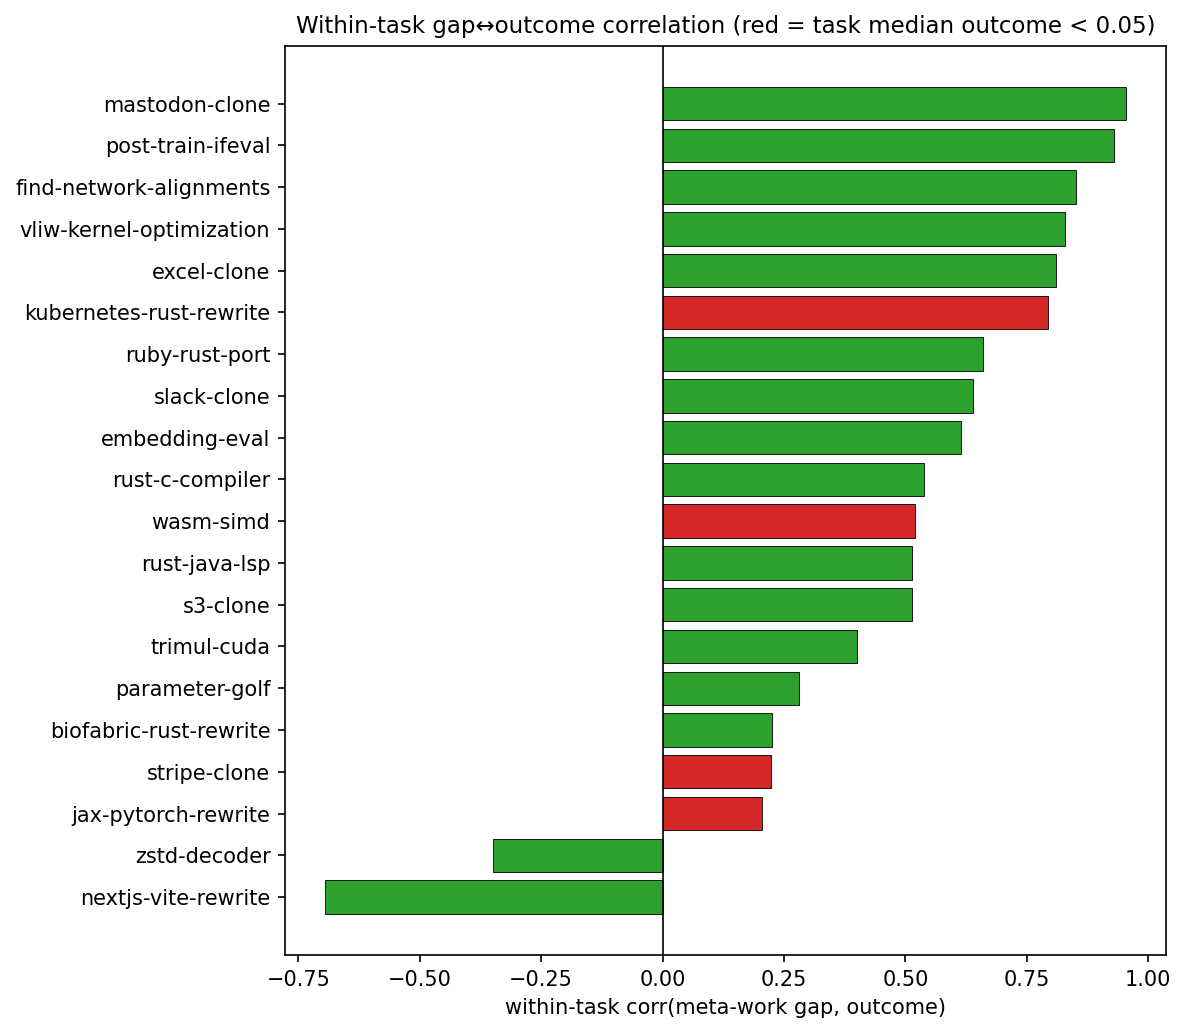 Within-task gap↔outcome correlation (red = task median outcome < 0.05)
mastodon-clone
post-train-ifeval
find-network-alignments
vliw-kernel-optimization
excel-clone
kubernetes-rust-rewrite
ruby-rust-port
slack-clone
embedding-eval
rust-c-compiler
wasm-simd
rust-java-lsp
s3-clone
trimul-cuda
parameter-golf
biofabric-rust-rewrite
stripe-clone
jax-pytorch-rewrite
zstd-decoder
nextjs-vite-rewrite
−0.75 −0.50 −0.25 0.00 0.25 0.50 0.75 1.00
within-task corr(meta-work gap, outcome)